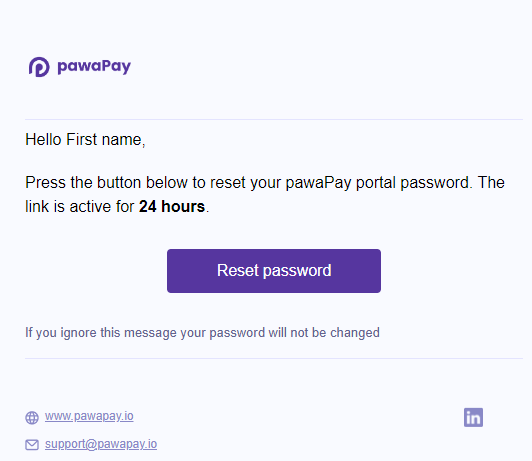 pawaPay
Hello First name,
Press the button below to reset your pawaPay portal password. The
link is active for 24 hours.
Reset password
If you ignore this message your password will not be changed
www.pawapay.io
in
support@pawapay.io